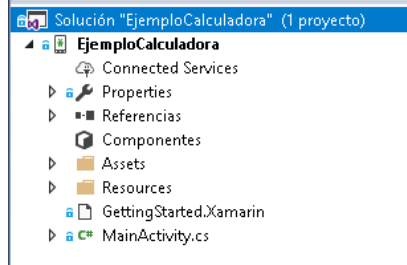 Solución "EjemploCalculadora" (1 proyecto)
EjemploCalculadora
Connected Services
Properties
Referencias
Componentes
Assets
Resources
GettingStarted.Xamarin
C# MainActivity.cs